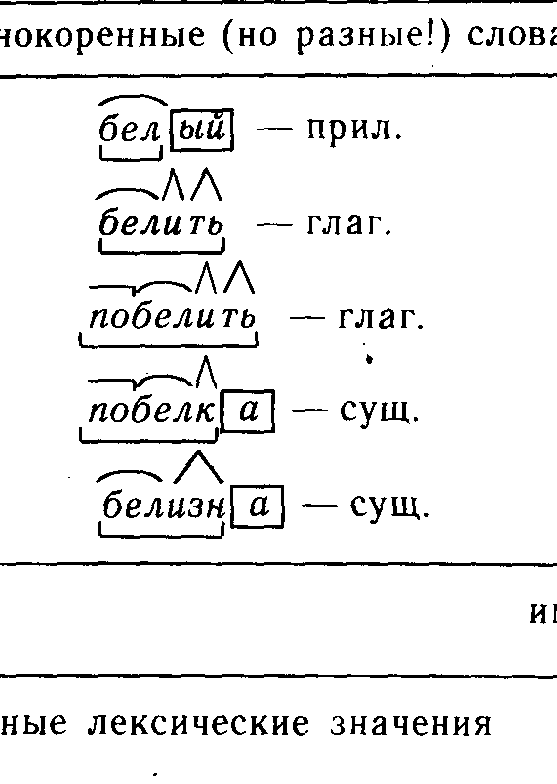 нокоренные (но разные!) слова
белый — прил.
белить — глаг.
побелить — глаг.
побелка — сущ.
белизна — сущ.
ные лексические значения